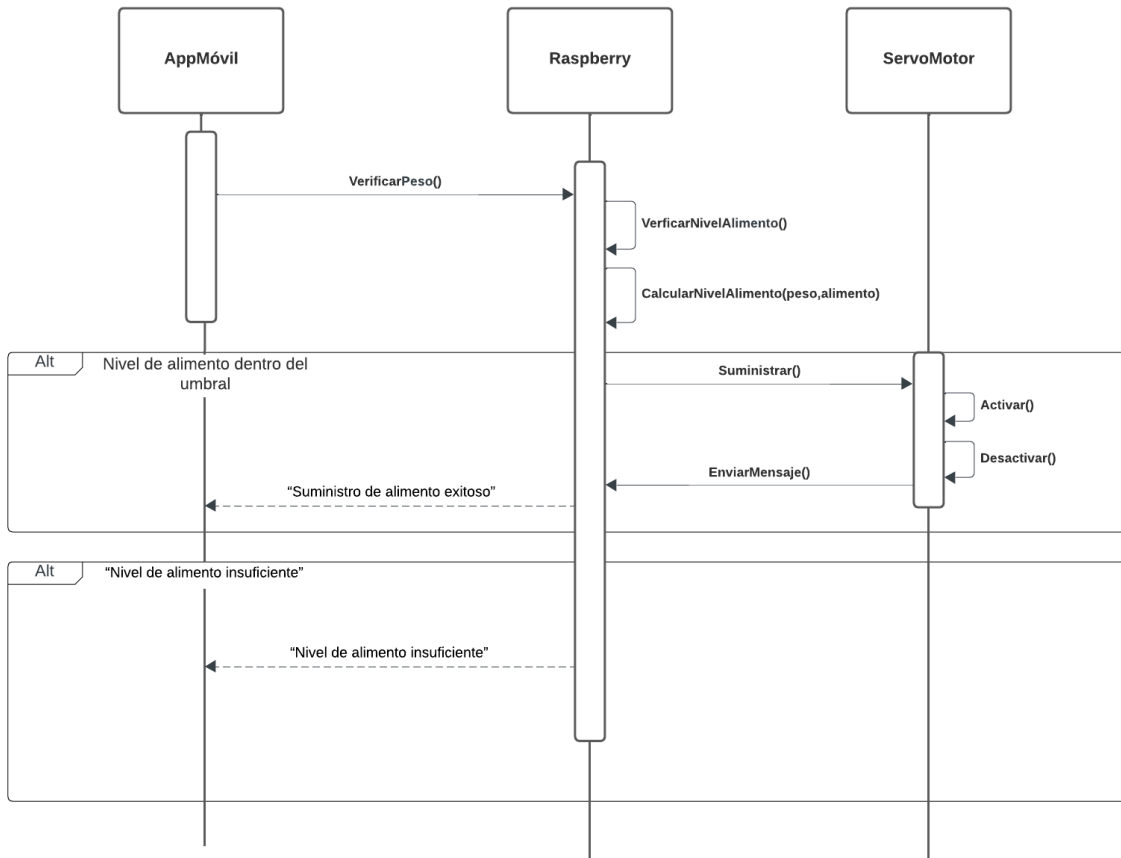 AppMóvil
Raspberry
ServoMotor
VerificarPeso()
VerficarNivelAlimento()
CalcularNivelAlimento(peso,alimento)
Alt
Nivel de alimento dentro del
umbral
Suministrar()
Activar()
Desactivar()
EnviarMensaje()
“Suministro de alimento exitoso”
Alt
“Nivel de alimento insuficiente”
“Nivel de alimento insuficiente”